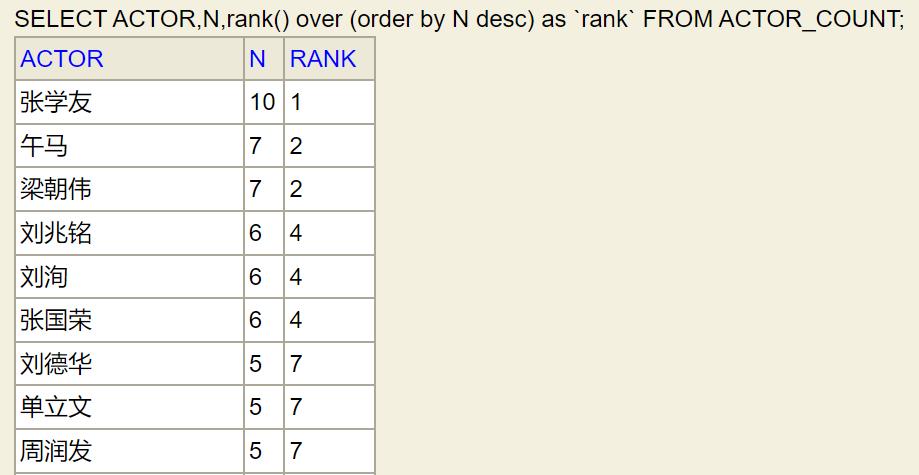 SELECT ACTOR,N,rank() over (order by N desc) as `rank` FROM ACTOR_COUNT;
ACTOR N RANK
张学友 10 1
午马 7 2
梁朝伟 7 2
刘兆铭 6 4
刘洵 6 4
张国荣 6 4
刘德华 5 7
单立文 5 7
周润发 5 7